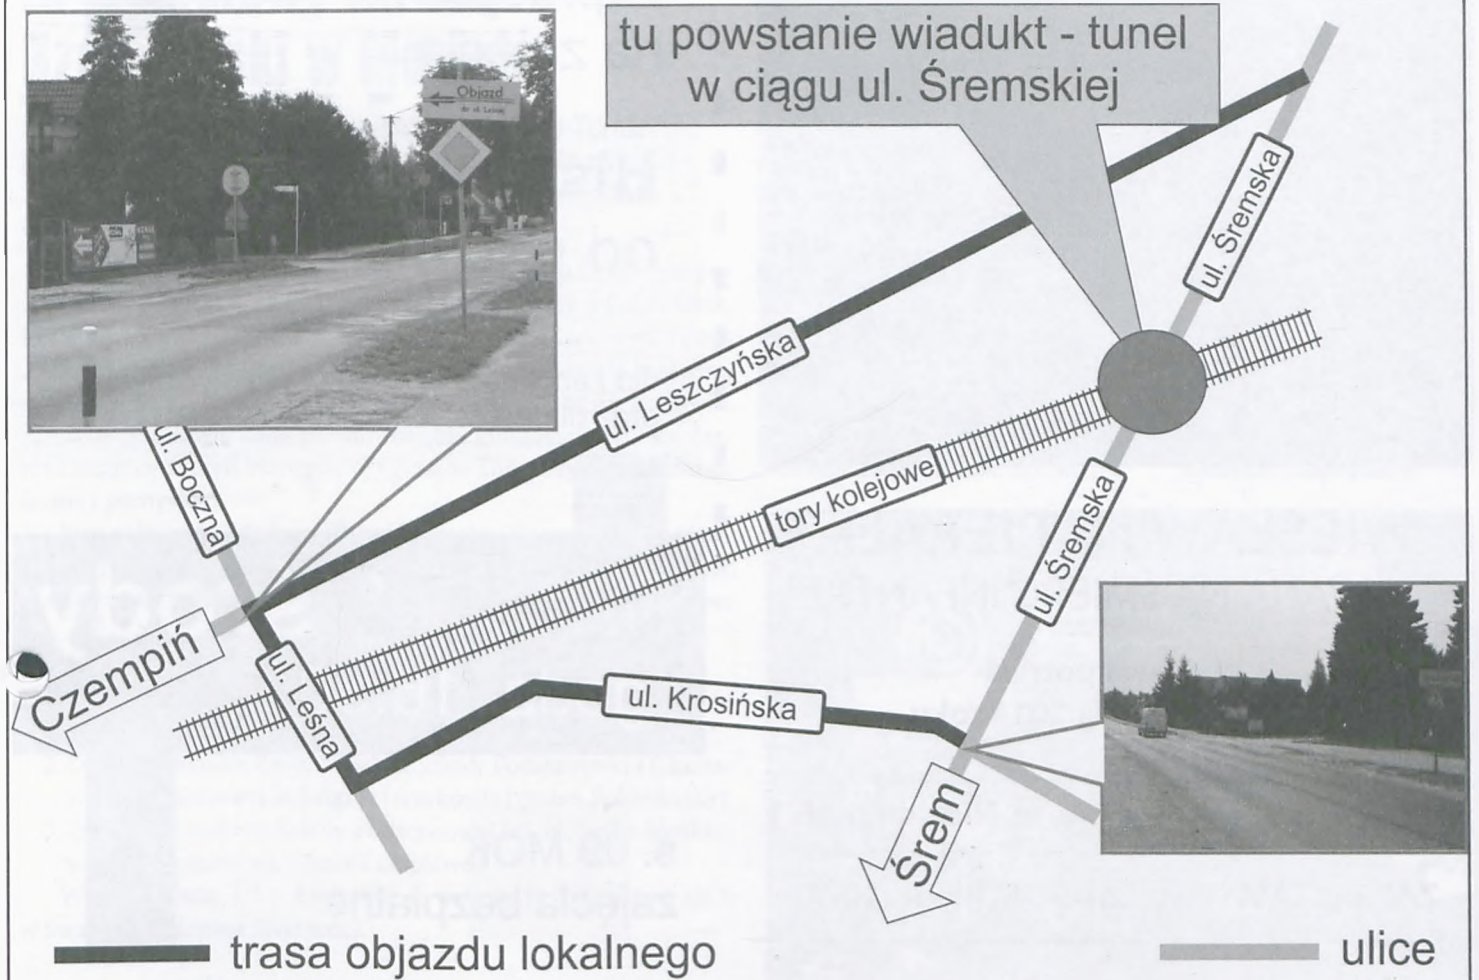 tu powstanie wiadukt - tunel
w ciągu ul. Śremskiej
Objazd
ul. Śremska
ul. Leszczyńska
ul. Boczna
tory kolejowe
ul. Śremska
Czempiń
ul. Leśna
ul. Krosińska
Śrem
trasa objazdu lokalnego
ulice